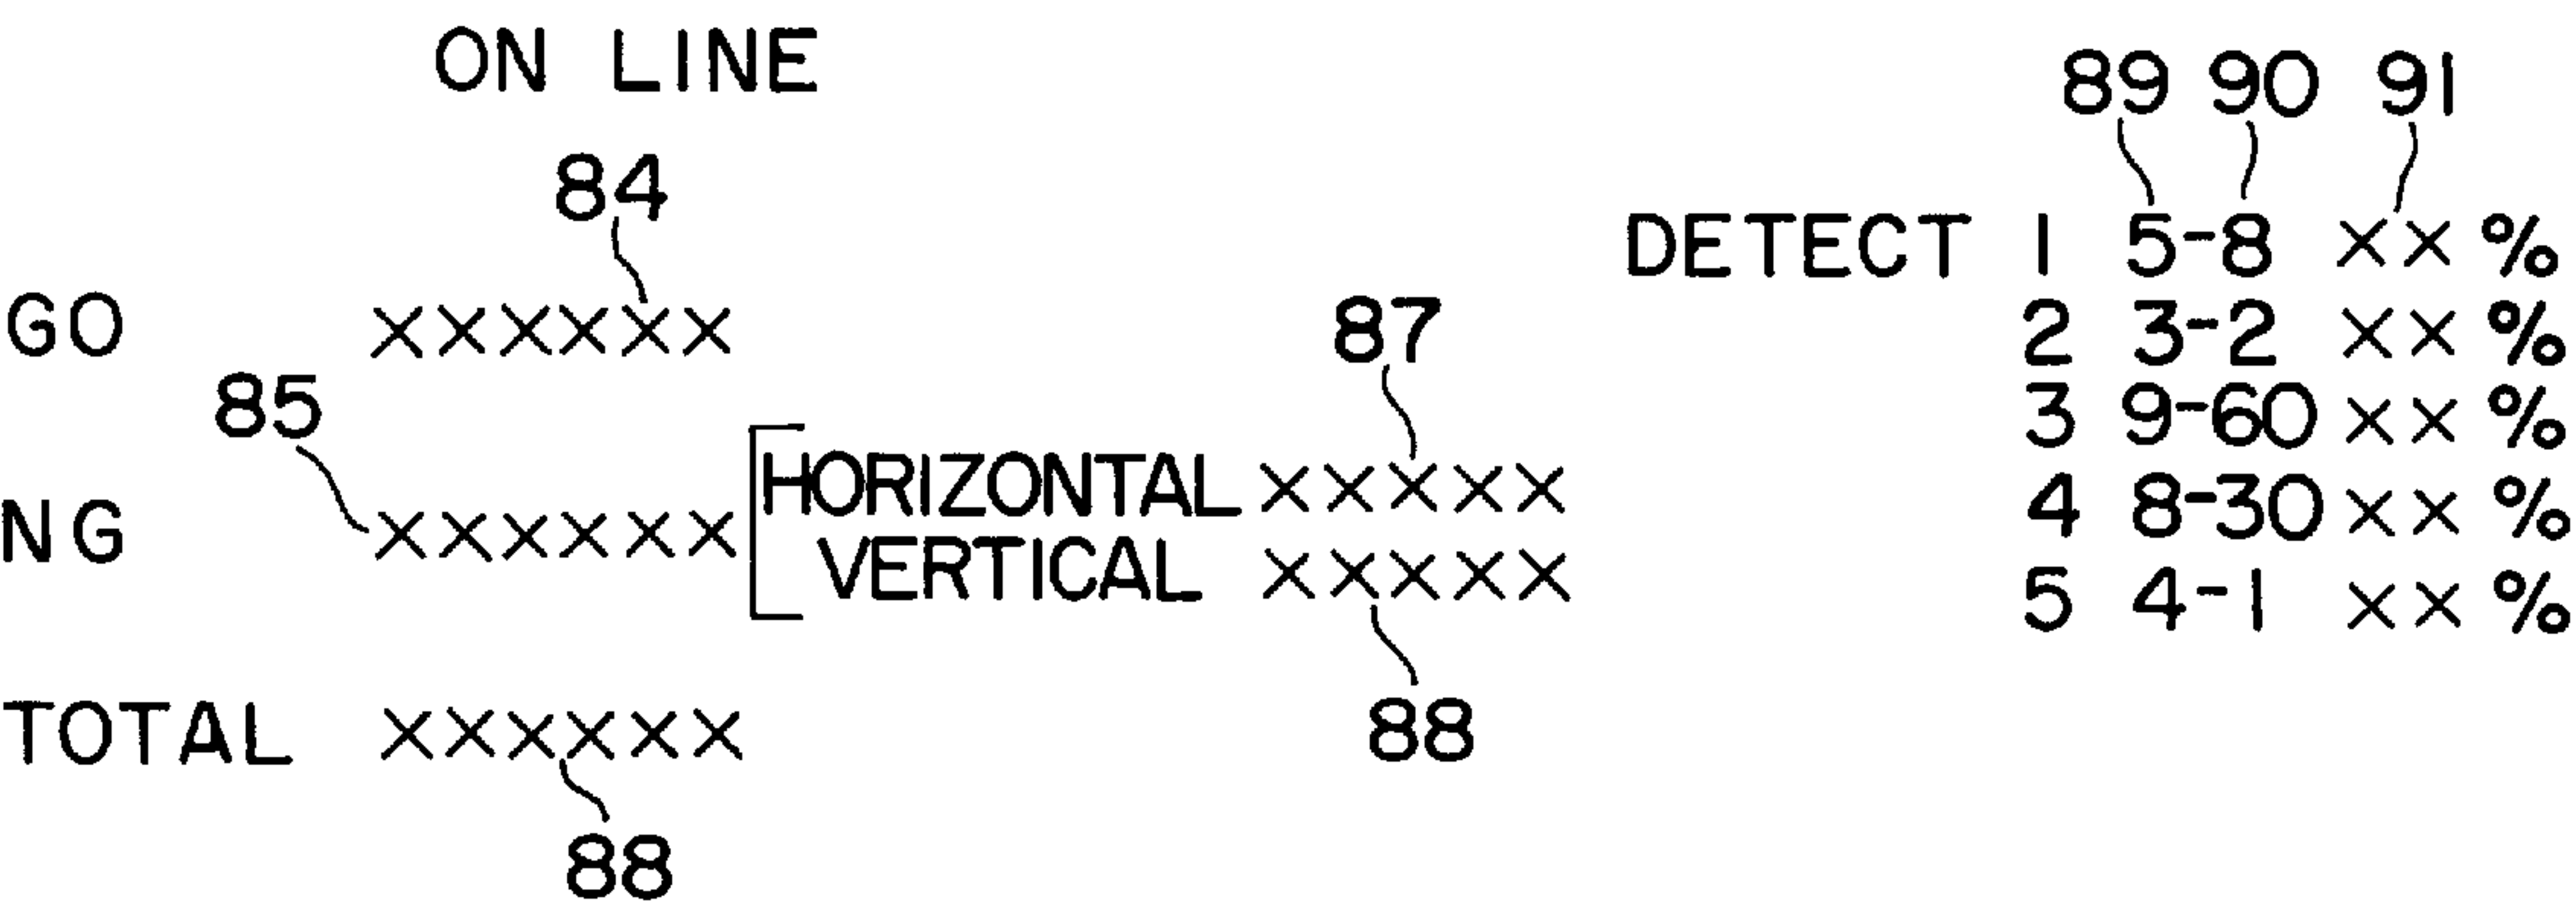 ON LINE
89 90 91
84
DETECT 1 5-8 ××%
GO ×××××× 87 2 3-2 ××%
85 3 9-60 ××%
HORIZONTAL ×××××
NG ×××××× 4 8-30 ××%
VERTICAL ×××××
5 4-1 ××%
TOTAL ×××××× 88
88